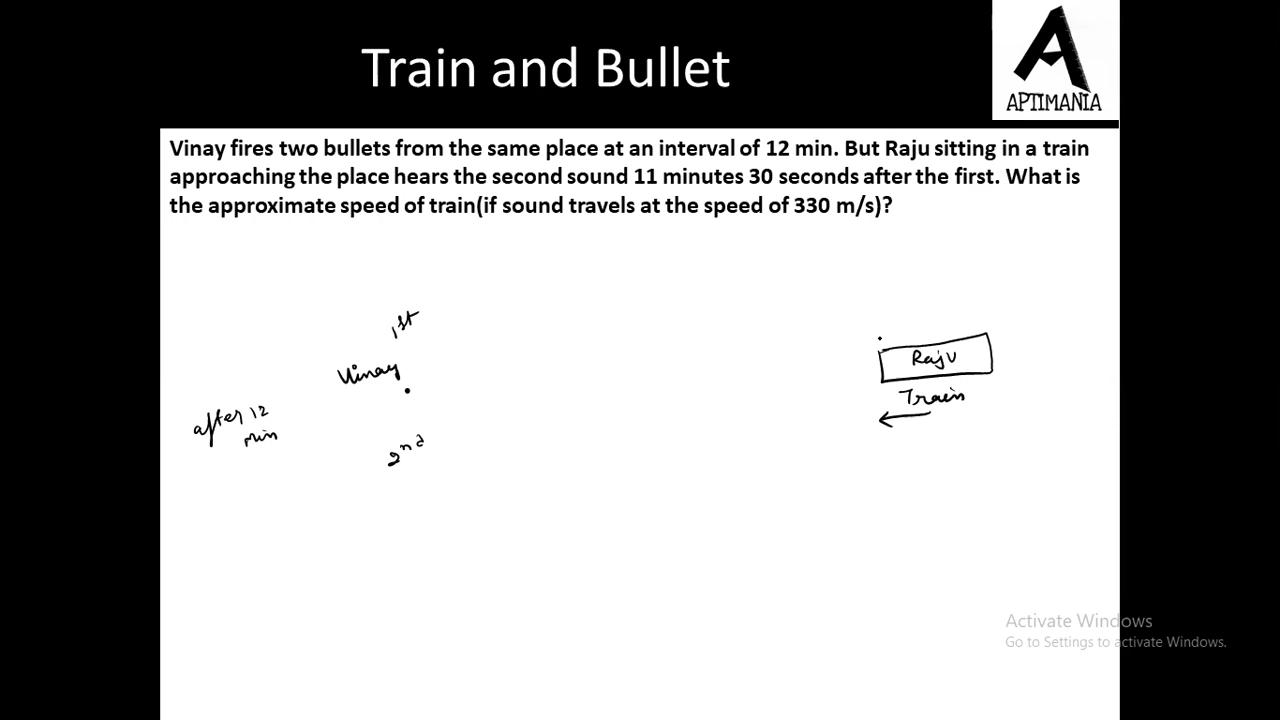 Train and Bullet
A
APTIMANIA
Vinay fires two bullets from the same place at an interval of 12 min. But Raju sitting in a train
approaching the place hears the second sound 11 minutes 30 seconds after the first. What is
the approximate speed of train(if sound travels at the speed of 330 m/s)?
1st
Vinay
Raju
Train
after 12
min
2nd
Activate Windows
Go to Settings to activate Windows.